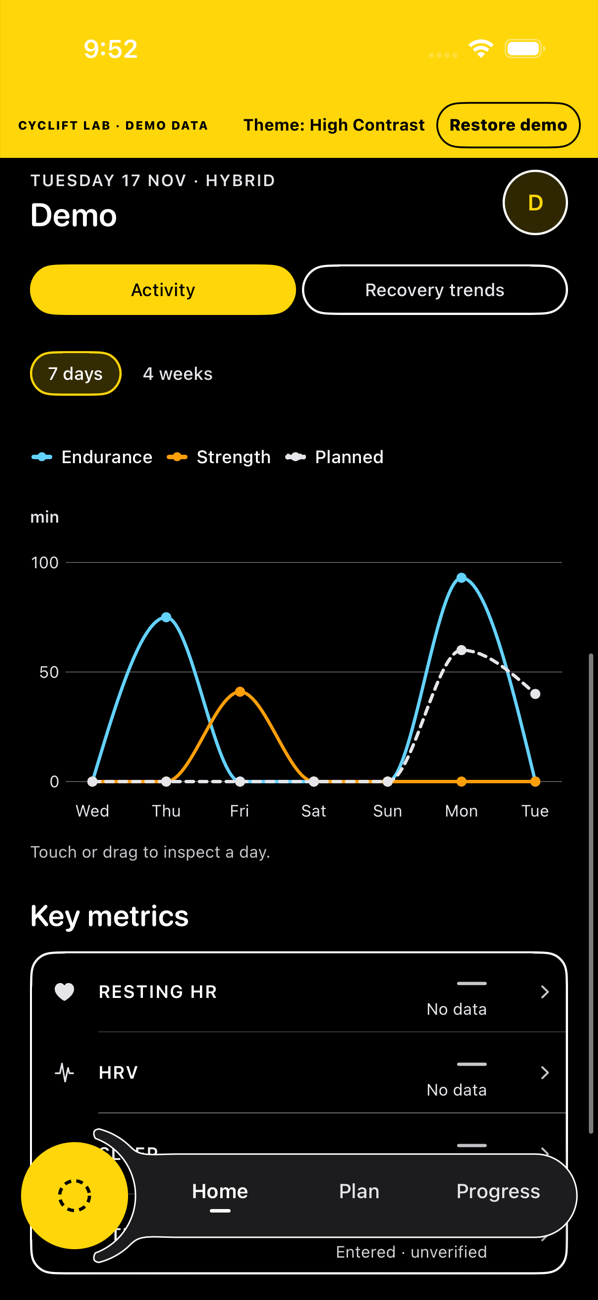 9:52
CYCLIFT LAB · DEMO DATA
Theme: High Contrast
Restore demo
TUESDAY 17 NOV · HYBRID
Demo
D
Activity
Recovery trends
7 days
4 weeks
Endurance
Strength
Planned
min
100
50
0
Wed Thu Fri Sat Sun Mon Tue
Touch or drag to inspect a day.
Key metrics
RESTING HR
No data
HRV
No data
Home
Plan
Progress
Entered · unverified